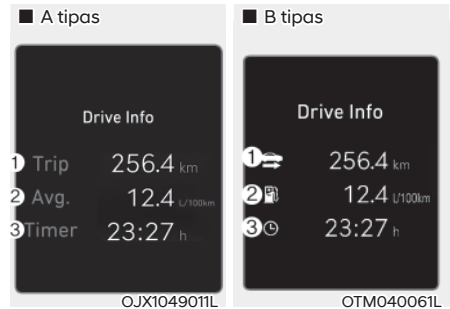 ■ A tipas
Drive Info
① Trip 256.4 km
② Avg. 12.4 L/100km
③ Timer 23:27 h
OJX1049011L
■ B tipas
Drive Info
① 256.4 km
② 12.4 L/100km
③ 23:27 h
OTM040061L